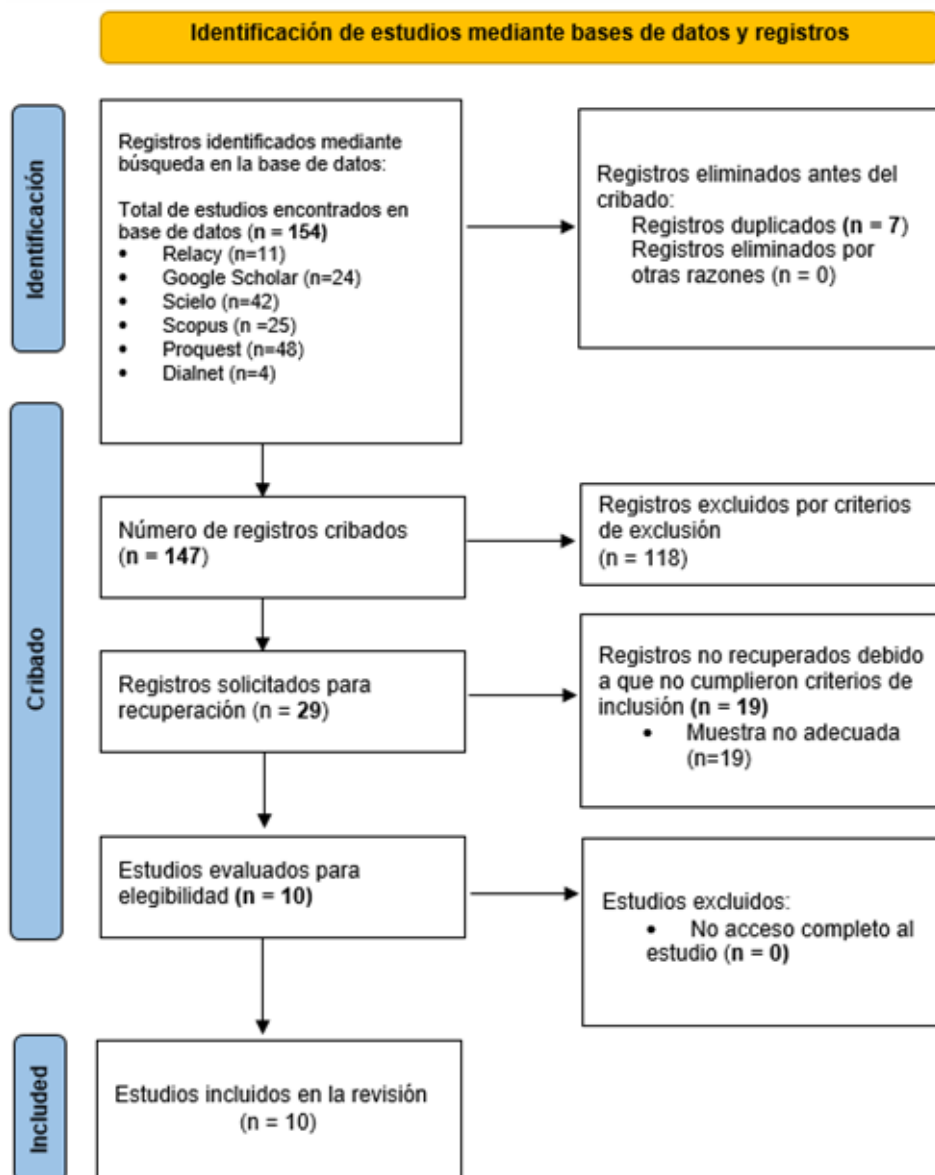 Identificación de estudios mediante bases de datos y registros
Identificación
Registros identificados mediante
búsqueda en la base de datos:
Total de estudios encontrados en
base de datos (n = 154)
• Relacy (n=11)
• Google Scholar (n=24)
• Scielo (n=42)
• Scopus (n =25)
• Proquest (n=48)
• Dialnet (n=4)
Registros eliminados antes del
cribado:
Registros duplicados (n = 7)
Registros eliminados por
otras razones (n = 0)
Cribado
Número de registros cribados
(n = 147)
Registros excluidos por criterios
de exclusión
(n = 118)
Registros solicitados para
recuperación (n = 29)
Registros no recuperados debido
a que no cumplieron criterios de
inclusión (n = 19)
• Muestra no adecuada
(n=19)
Estudios evaluados para
elegibilidad (n = 10)
Estudios excluidos:
• No acceso completo al
estudio (n = 0)
Included
Estudios incluidos en la revisión
(n = 10)